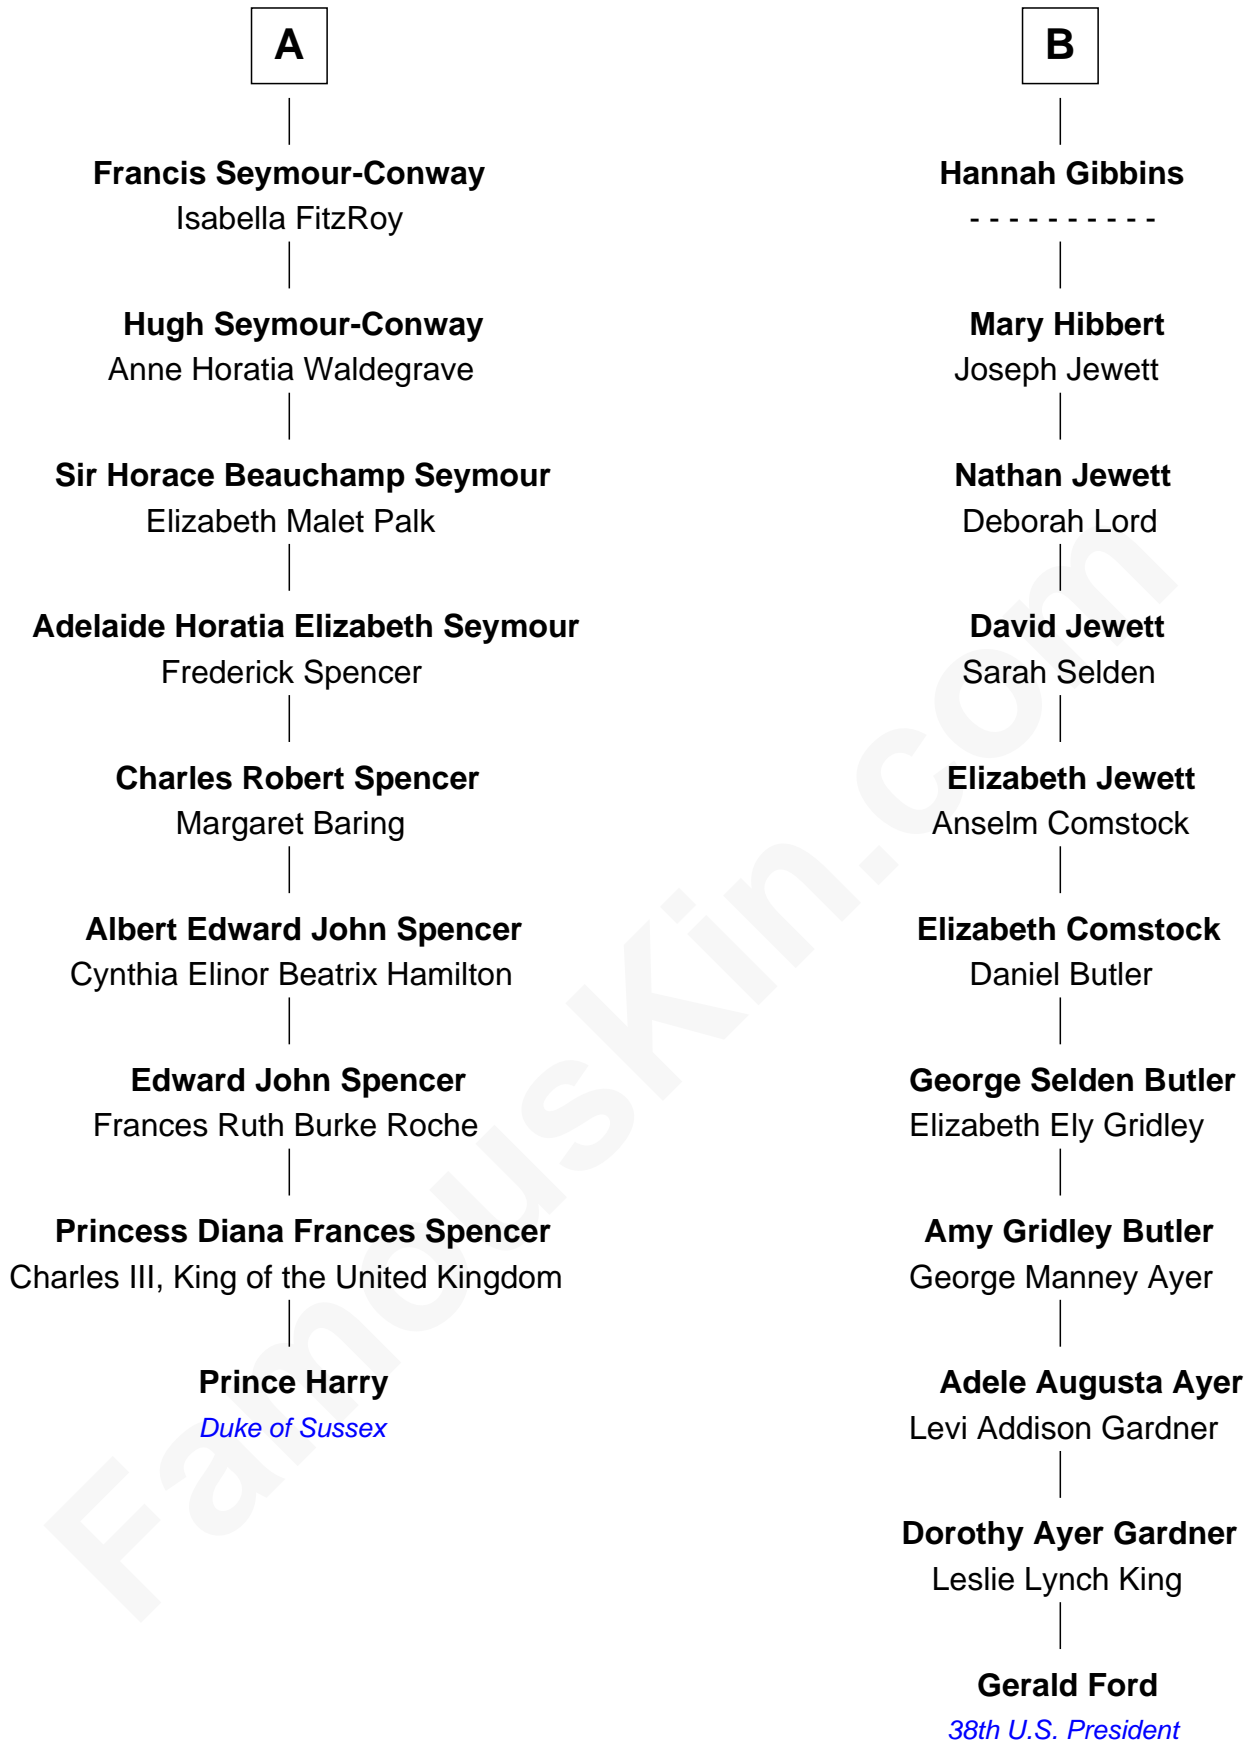 A
Francis Seymour-Conway
Isabella FitzRoy
Hugh Seymour-Conway
Anne Horatia Waldegrave
Sir Horace Beauchamp Seymour
Elizabeth Malet Palk
Adelaide Horatia Elizabeth Seymour
Frederick Spencer
Charles Robert Spencer
Margaret Baring
Albert Edward John Spencer
Cynthia Elinor Beatrix Hamilton
Edward John Spencer
Frances Ruth Burke Roche
Princess Diana Frances Spencer
Charles III, King of the United Kingdom
Prince Harry
Duke of Sussex
B
Hannah Gibbins
- - - - - - - - - -
Mary Hibbert
Joseph Jewett
Nathan Jewett
Deborah Lord
David Jewett
Sarah Selden
Elizabeth Jewett
Anselm Comstock
Elizabeth Comstock
Daniel Butler
George Selden Butler
Elizabeth Ely Gridley
Amy Gridley Butler
George Manney Ayer
Adele Augusta Ayer
Levi Addison Gardner
Dorothy Ayer Gardner
Leslie Lynch King
Gerald Ford
38th U.S. President
FamousKin.com